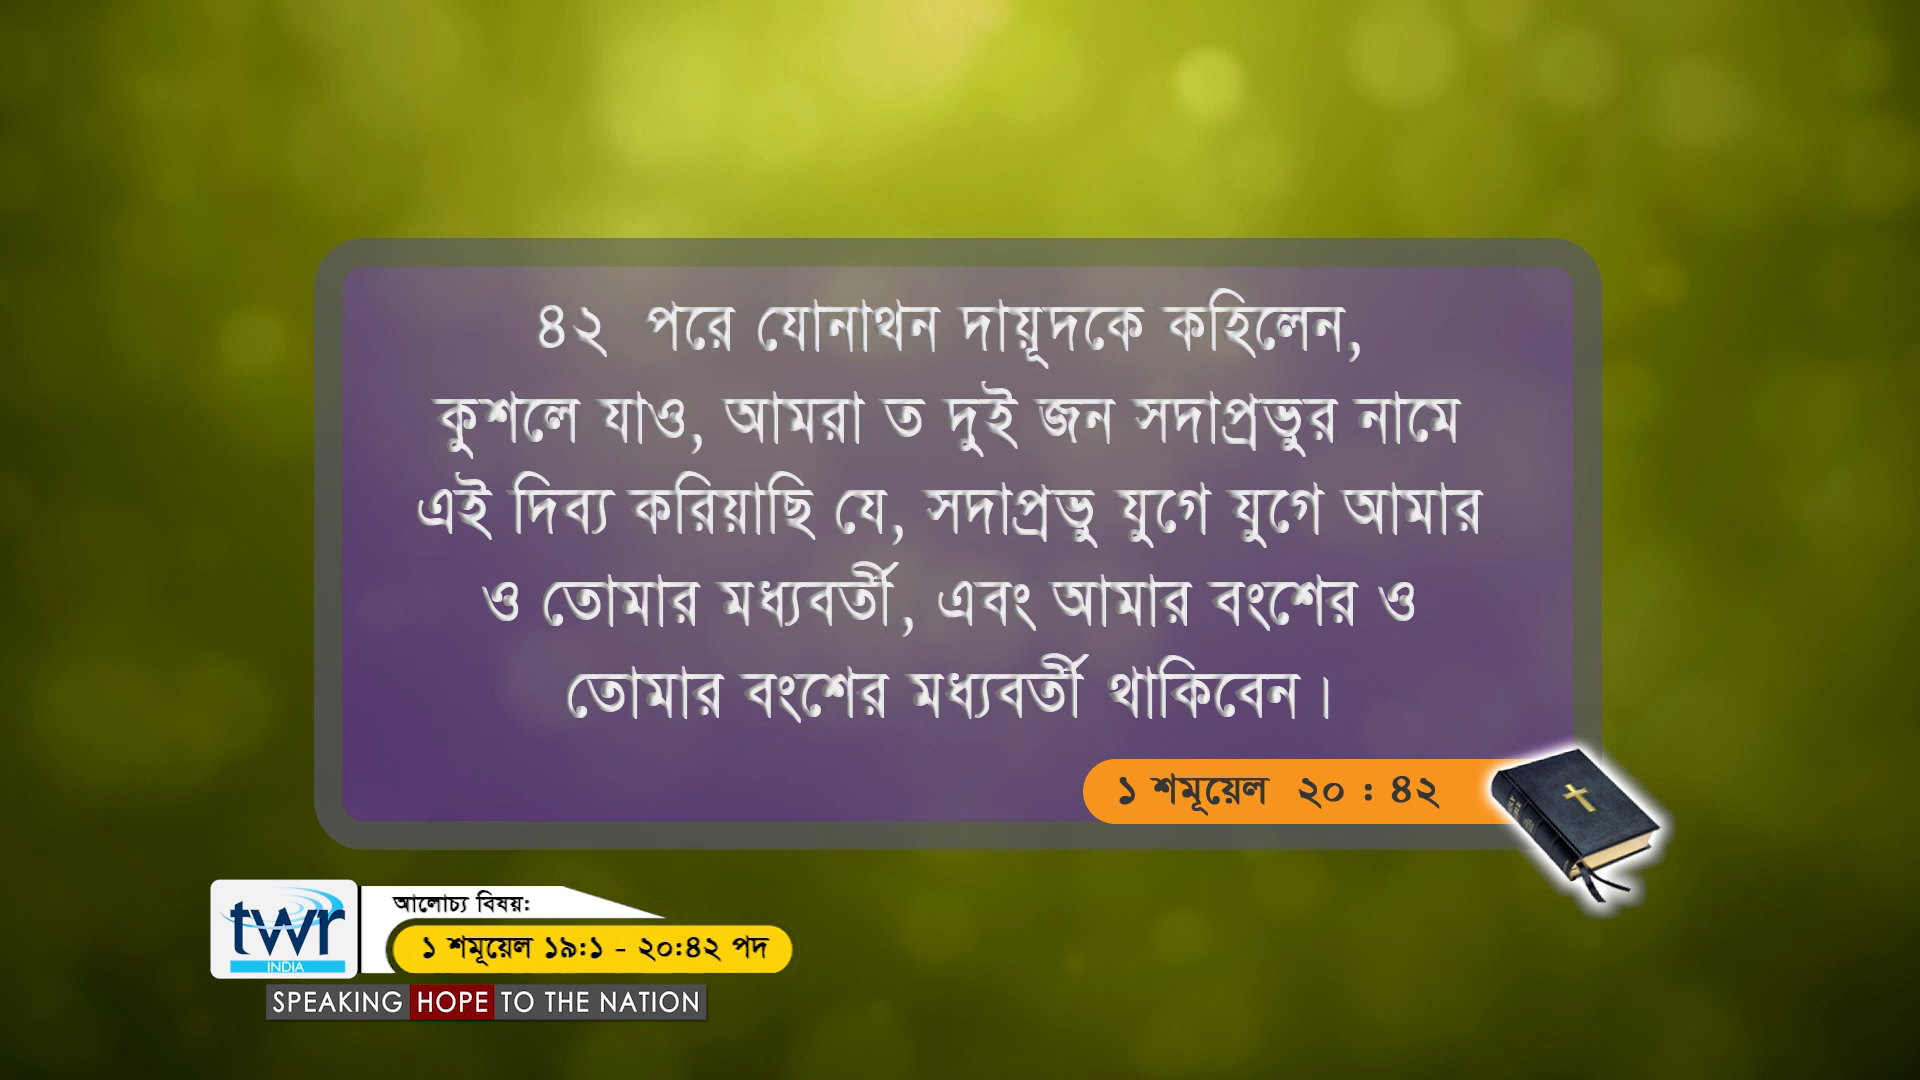 ৪২ পরে যোনাথন দায়ূদকে কহিলেন,
কুশলে যাও, আমরা ত দুই জন সদাপ্রভুর নামে
এই দিব্য করিয়াছি যে, সদাপ্রভু যুগে যুগে আমার
ও তোমার মধ্যবর্তী, এবং আমার বংশের ও
তোমার বংশের মধ্যবর্তী থাকিবেন।
১ শমূয়েল ২০ : ৪২
twr
INDIA
আলোচ্য বিষয়:
১ শমূয়েল ১৯:১ - ২০:৪২ পদ
SPEAKING HOPE TO THE NATION